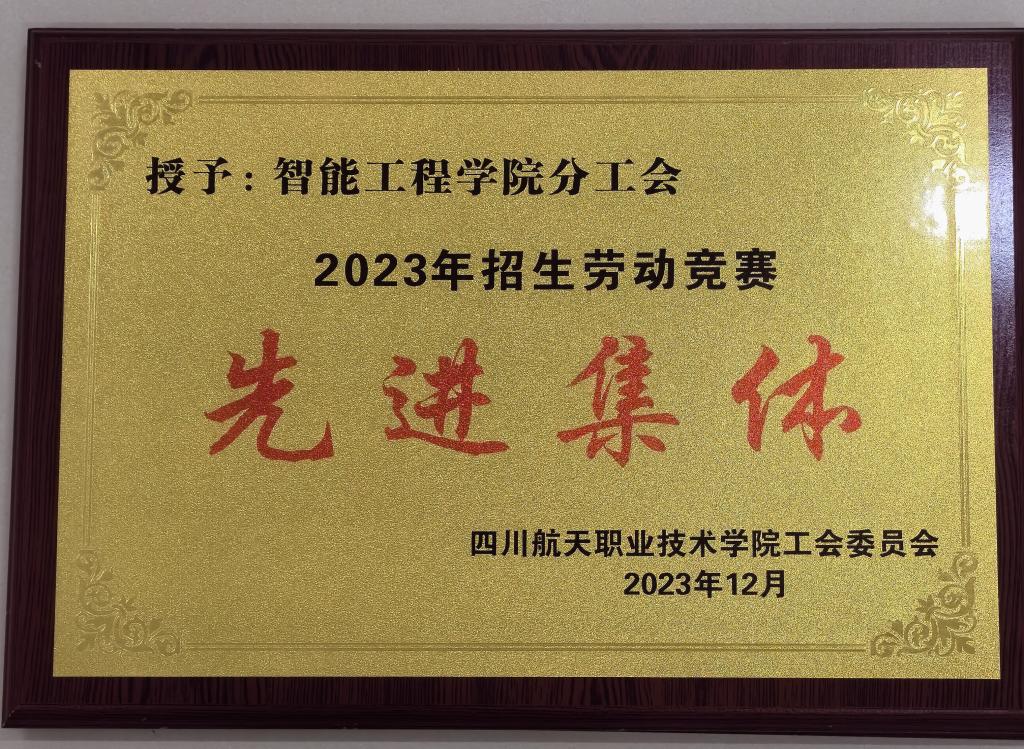 授予：智能工程学院分工会
2023年招生劳动竞赛
先进集体
四川航天职业技术学院工会委员会
2023年12月